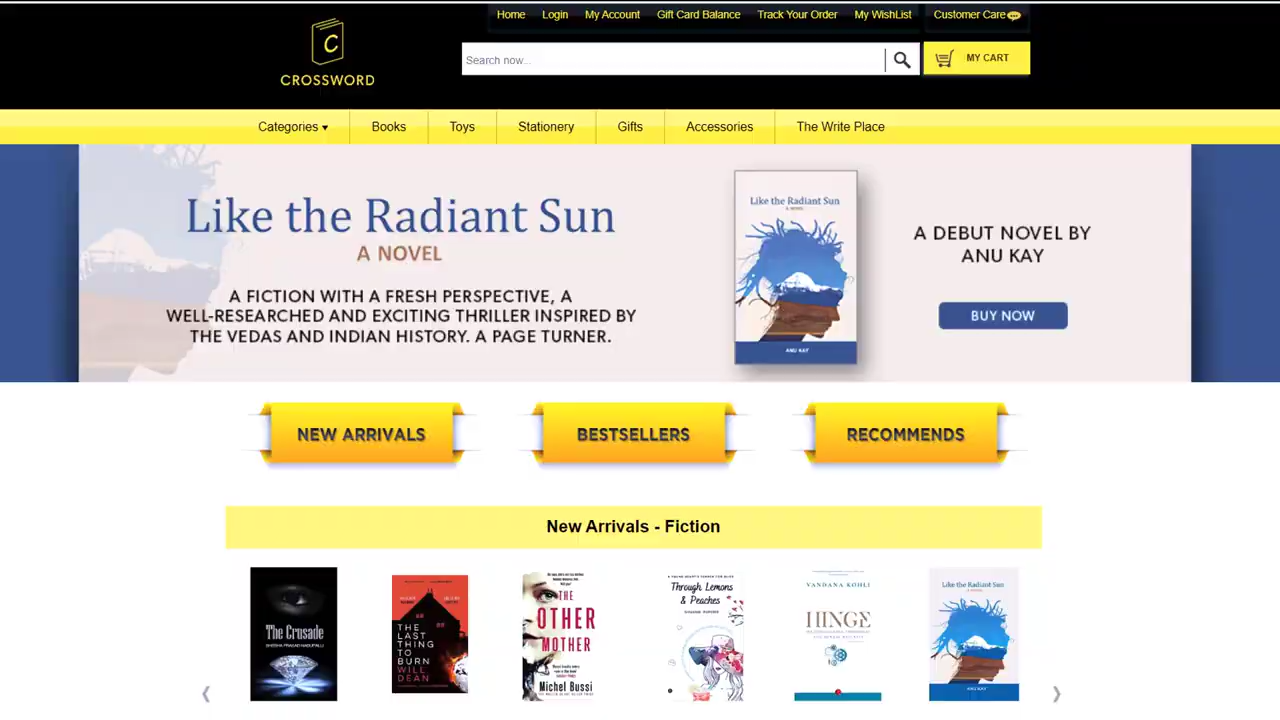 Home Login My Account Gift Card Balance Track Your Order My WishList Customer Care
C
CROSSWORD
Search now...
MY CART
Categories ▾ Books Toys Stationery Gifts Accessories The Write Place
Like the Radiant Sun
A NOVEL
A FICTION WITH A FRESH PERSPECTIVE, A
WELL-RESEARCHED AND EXCITING THRILLER INSPIRED BY
THE VEDAS AND INDIAN HISTORY. A PAGE TURNER.
Like the Radiant Sun
A NOVEL
ANU KAY
A DEBUT NOVEL BY
ANU KAY
BUY NOW
NEW ARRIVALS
BESTSELLERS
RECOMMENDS
New Arrivals - Fiction
The Crusade
THE
LAST
THING
TO
BURN
WILL
DEAN
THE
OTHER
MOTHER
Michel Bussi
Through Lemons
& Peaches
VANDANA KOHLI
HINGE
Like the Radiant Sun
A NOVEL
ANU KAY